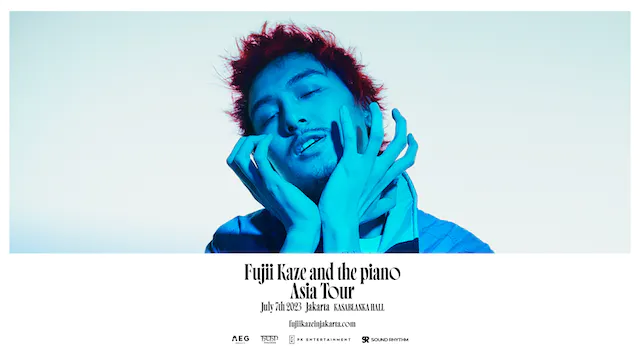 Fujii Kaze and the piano
Asia Tour
July 7th 2023 Jakarta KASABLANKA HALL
fujiikazeinjakarta.com
AEG PK ENTERTAINMENT SR SOUND RHYTHM